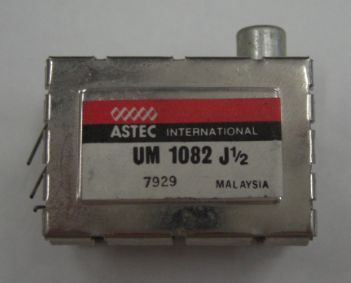 ASTEC INTERNATIONAL
UM 1082 J½
7929 MALAYSIA